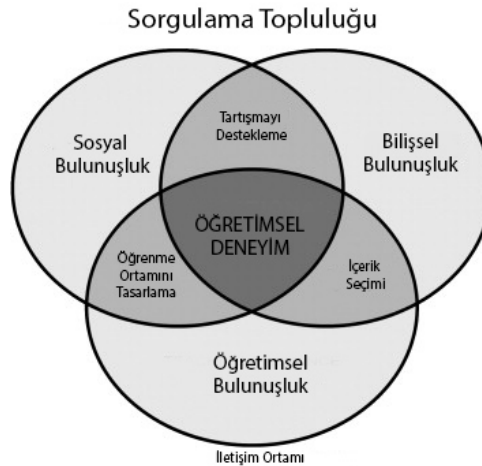 Sorgulama Topluluğu
Tartışmayı
Destekleme
Sosyal
Bulunuşluk
Bilişsel
Bulunuşluk
ÖĞRETİMSEL
DENEYİM
Öğrenme
Ortamını
Tasarlama
İçerik
Seçimi
Öğretimsel
Bulunuşluk
İletişim Ortamı